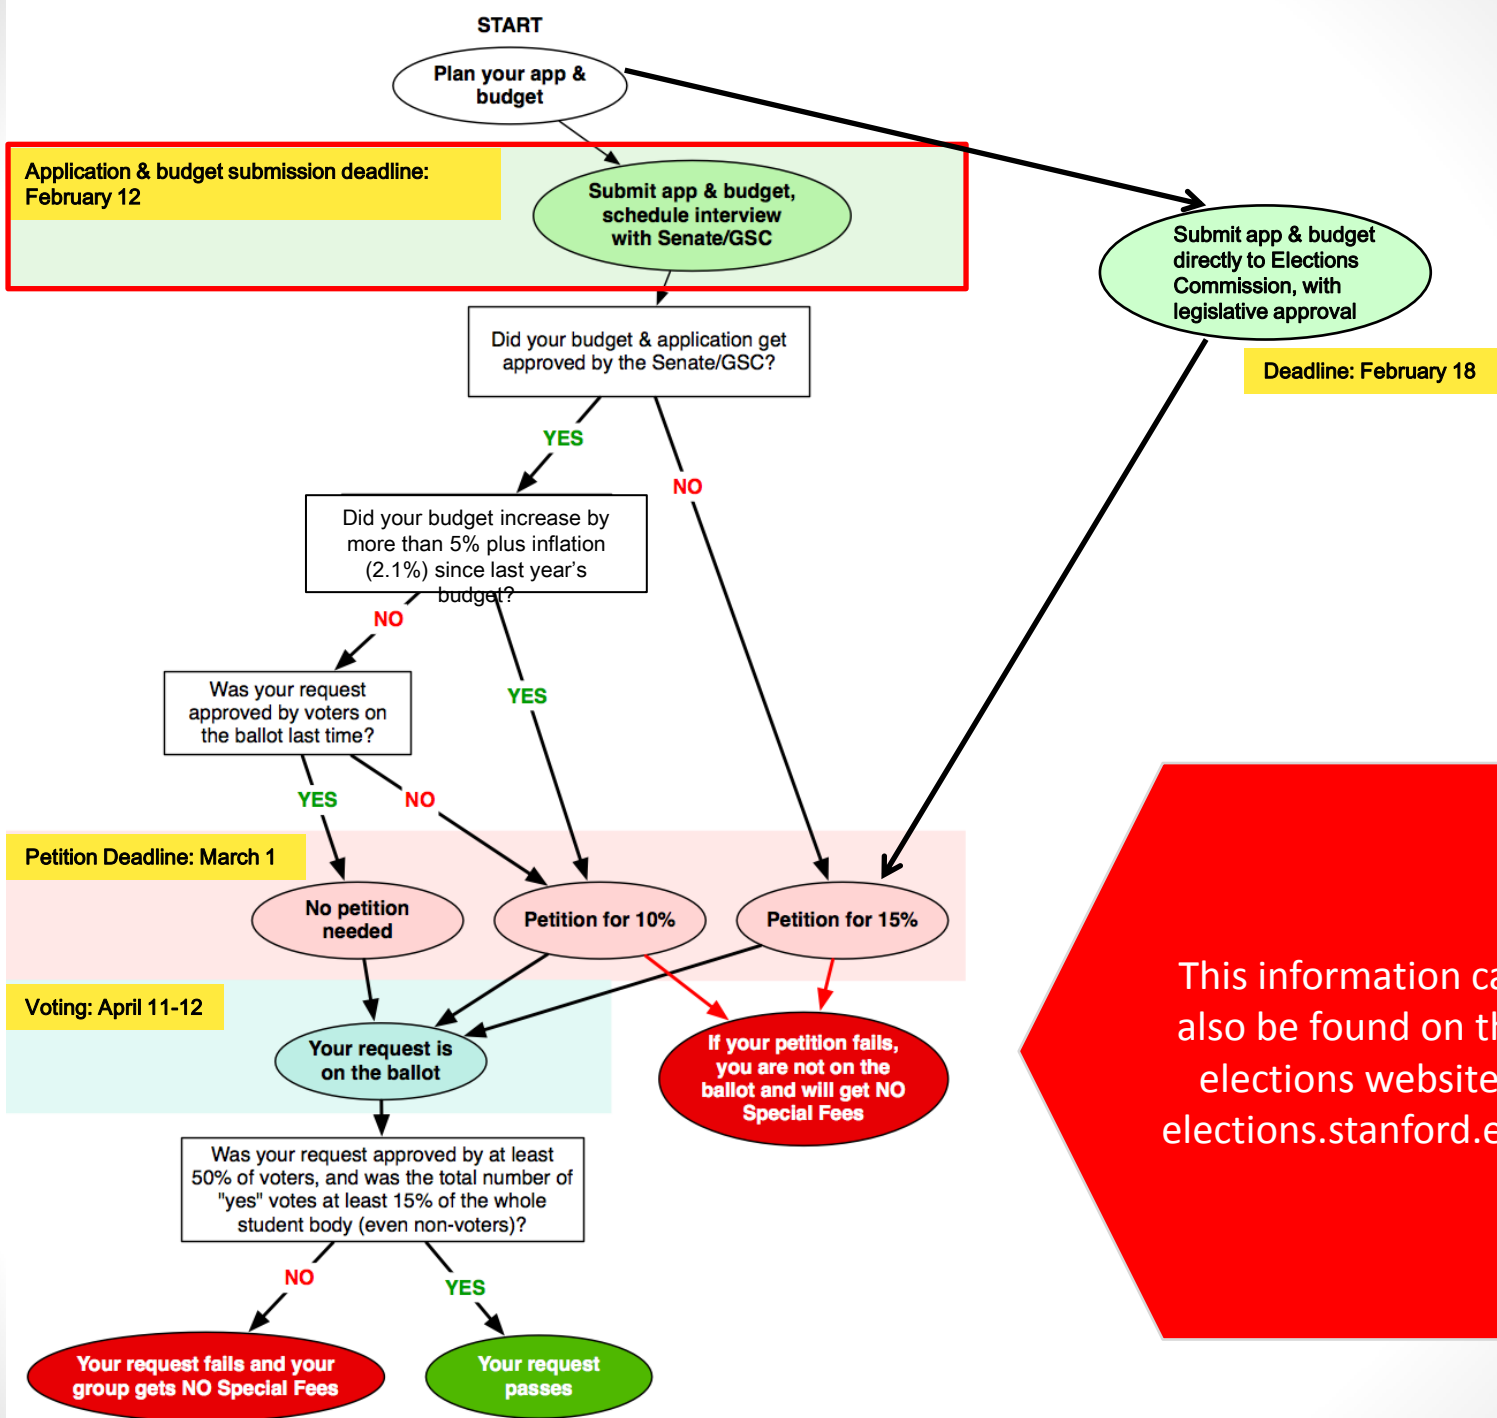 START
Plan your app &
budget
Application & budget submission deadline:
February 12
Submit app & budget,
schedule interview
with Senate/GSC
Submit app & budget
directly to Elections
Commission, with
legislative approval
Deadline: February 18
Did your budget & application get
approved by the Senate/GSC?
YES
NO
Did your budget increase by
more than 5% plus inflation
(2.1%) since last year’s
budget?
NO
YES
Was your request
approved by voters on
the ballot last time?
YES
NO
Petition Deadline: March 1
No petition
needed
Petition for 10%
Petition for 15%
Voting: April 11-12
Your request is
on the ballot
If your petition fails,
you are not on the
ballot and will get NO
Special Fees
This information
also be found on
elections website
elections.stanford.e
Was your request approved by at least
50% of voters, and was the total number of
"yes" votes at least 15% of the whole
student body (even non-voters)?
NO
YES
Your request fails and your
group gets NO Special Fees
Your request
passes